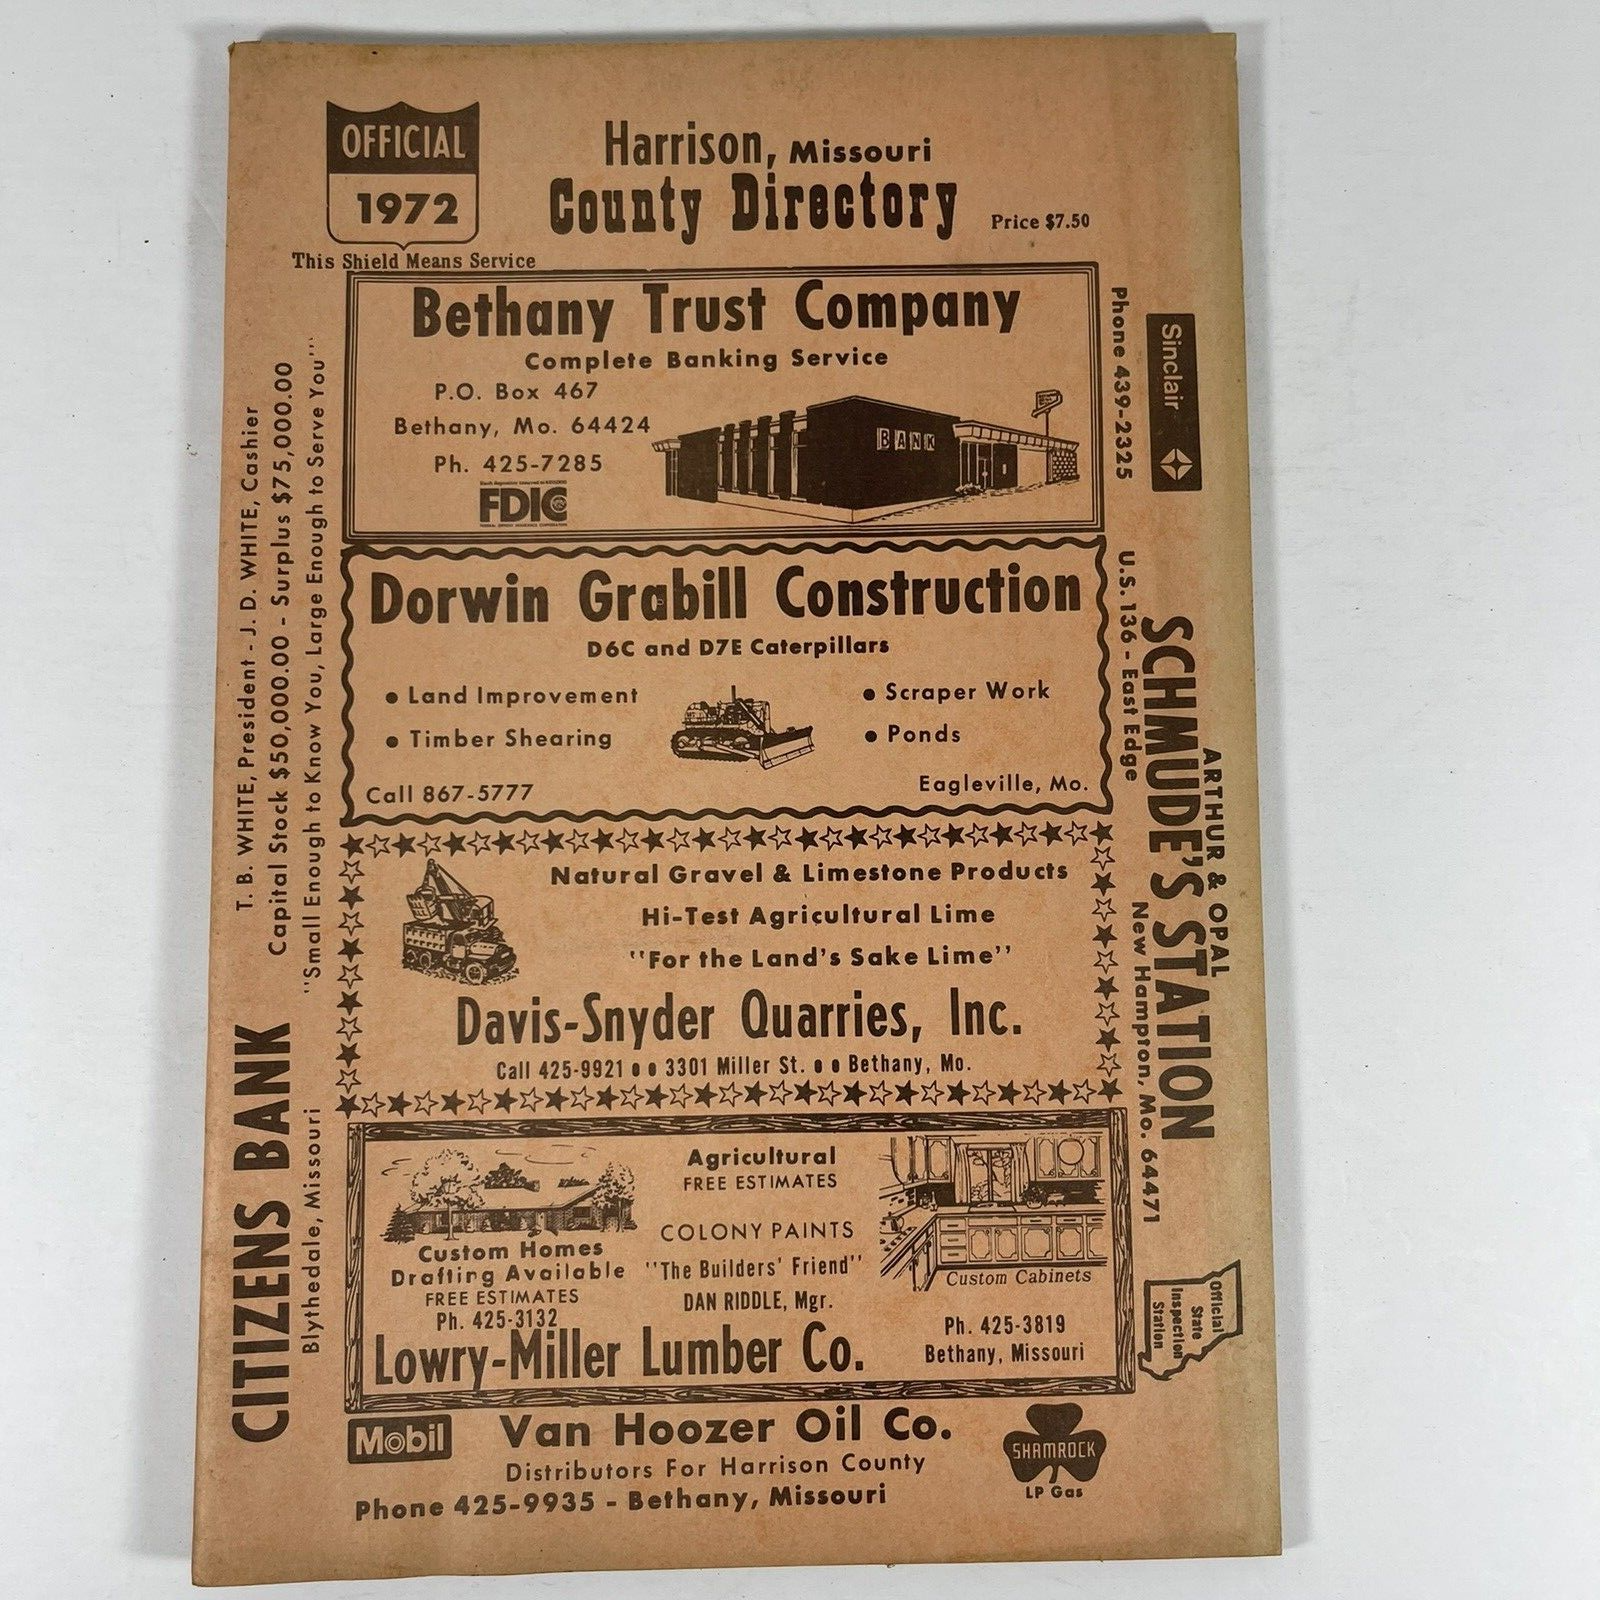 OFFICIAL
1972
This Shield Means Service
Harrison, Missouri
County Directory
Price $7.50
Bethany Trust Company
Complete Banking Service
P.O. Box 467
Bethany, Mo. 64424
Ph. 425-7285
FDIC
BANK
Dorwin Grabill Construction
D6C and D7E Caterpillars
• Land Improvement
• Timber Shearing
• Scraper Work
• Ponds
Call 867-5777
Eagleville, Mo.
Natural Gravel & Limestone Products
Hi-Test Agricultural Lime
"For the Land's Sake Lime"
Davis-Snyder Quarries, Inc.
Call 425-9921 • • 3301 Miller St. • • Bethany, Mo.
Custom Homes
Drafting Available
FREE ESTIMATES
Ph. 425-3132
Agricultural
FREE ESTIMATES
COLONY PAINTS
"The Builders' Friend"
DAN RIDDLE, Mgr.
Custom Cabinets
Ph. 425-3819
Bethany, Missouri
Lowry-Miller Lumber Co.
Mobil
Van Hoozer Oil Co.
Distributors For Harrison County
Phone 425-9935 - Bethany, Missouri
SHAMROCK
LP Gas
CITIZENS BANK
Blythedale, Missouri
T. B. WHITE, President - J. D. WHITE, Cashier
Capital Stock $50,000.00 - Surplus $75,000.00
"Small Enough to Know You, Large Enough to Serve You"
Sinclair
Phone 439-2325
ARTHUR & OPAL
SCHMUDE'S STATION
U.S. 136 - East Edge
New Hampton, Mo. 64471
Official
State
Inspection
Station